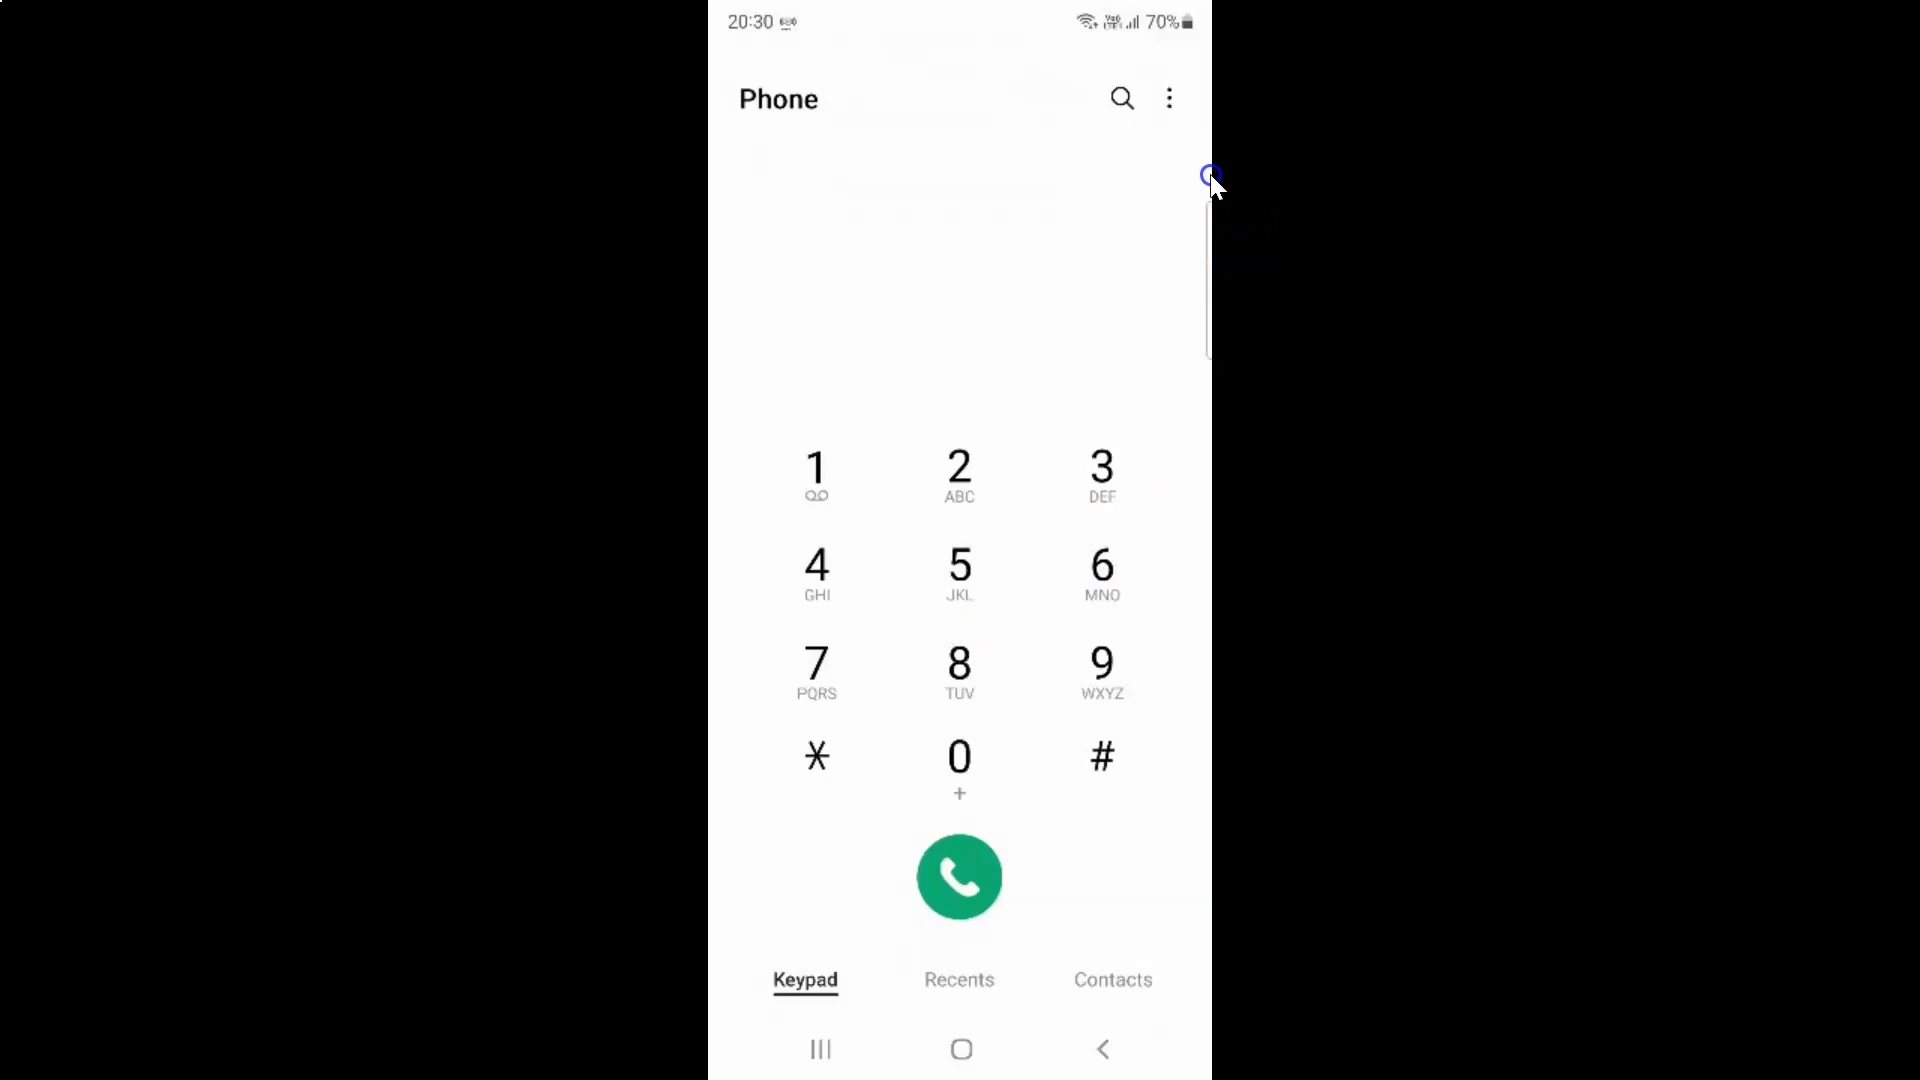 20:30 70%
Phone
1 2 3
ABC DEF
4 5 6
GHI JKL MNO
7 8 9
PQRS TUV WXYZ
* 0 #
+
Keypad Recents Contacts